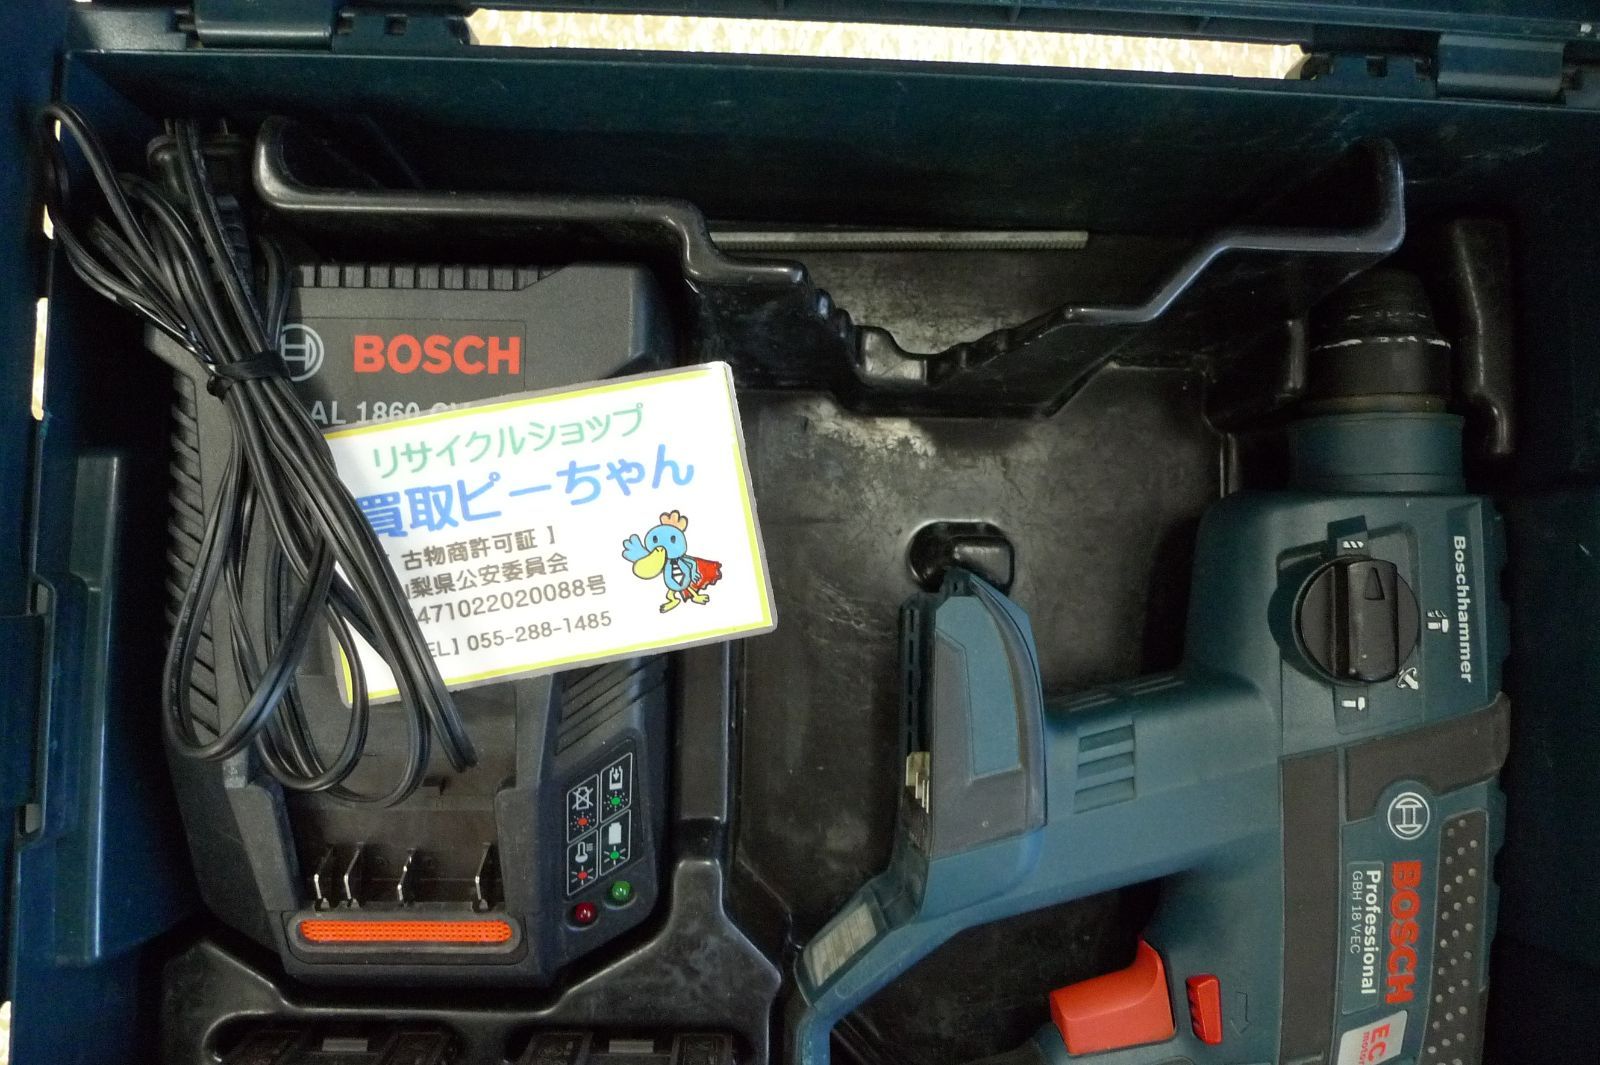 BOSCH
AL 1860
リサイクルショップ
買取ピーちゃん
古物商許可証 】
梨県公安委員会
471022020088号
EL】055-288-1485
Boschhammer
BOSCH
Professional
GBH 18 V-EC
EC
motor